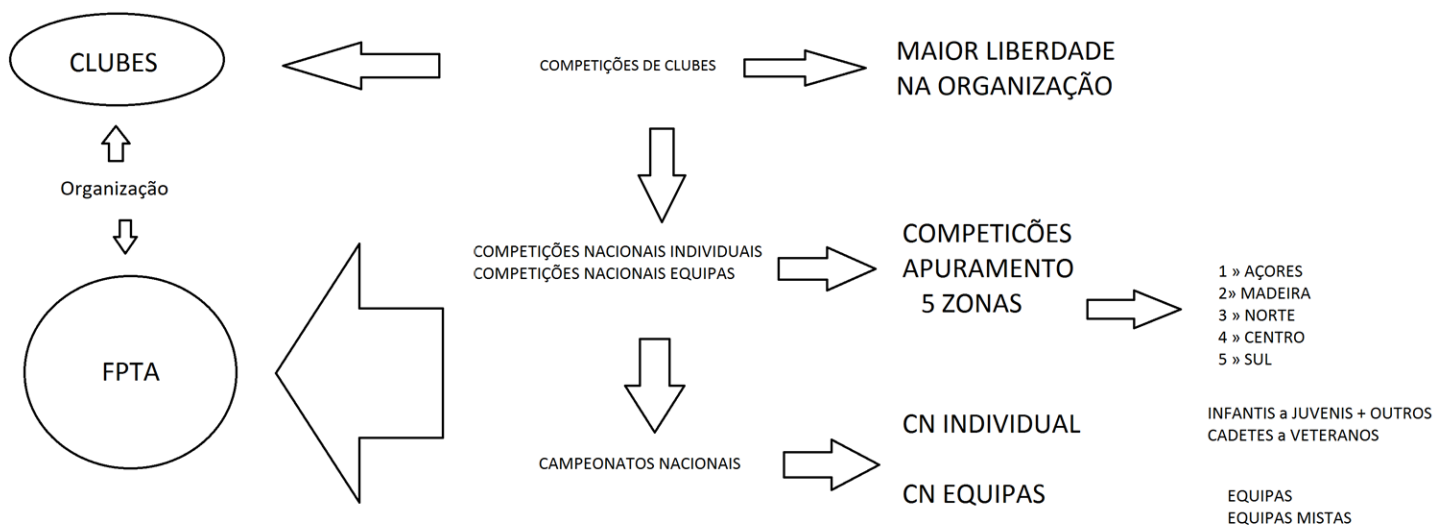 CLUBES
COMPETIÇÕES DE CLUBES
MAIOR LIBERDADE
NA ORGANIZAÇÃO
Organização
FPTA
COMPETIÇÕES NACIONAIS INDIVIDUAIS
COMPETIÇÕES NACIONAIS EQUIPAS
COMPETICÕES
APURAMENTO
5 ZONAS
1 » AÇORES
2» MADEIRA
3 » NORTE
4 » CENTRO
5 » SUL
CAMPEONATOS NACIONAIS
CN INDIVIDUAL
INFANTIS a JUVENIS + OUTROS
CADETES a VETERANOS
CN EQUIPAS
EQUIPAS
EQUIPAS MISTAS